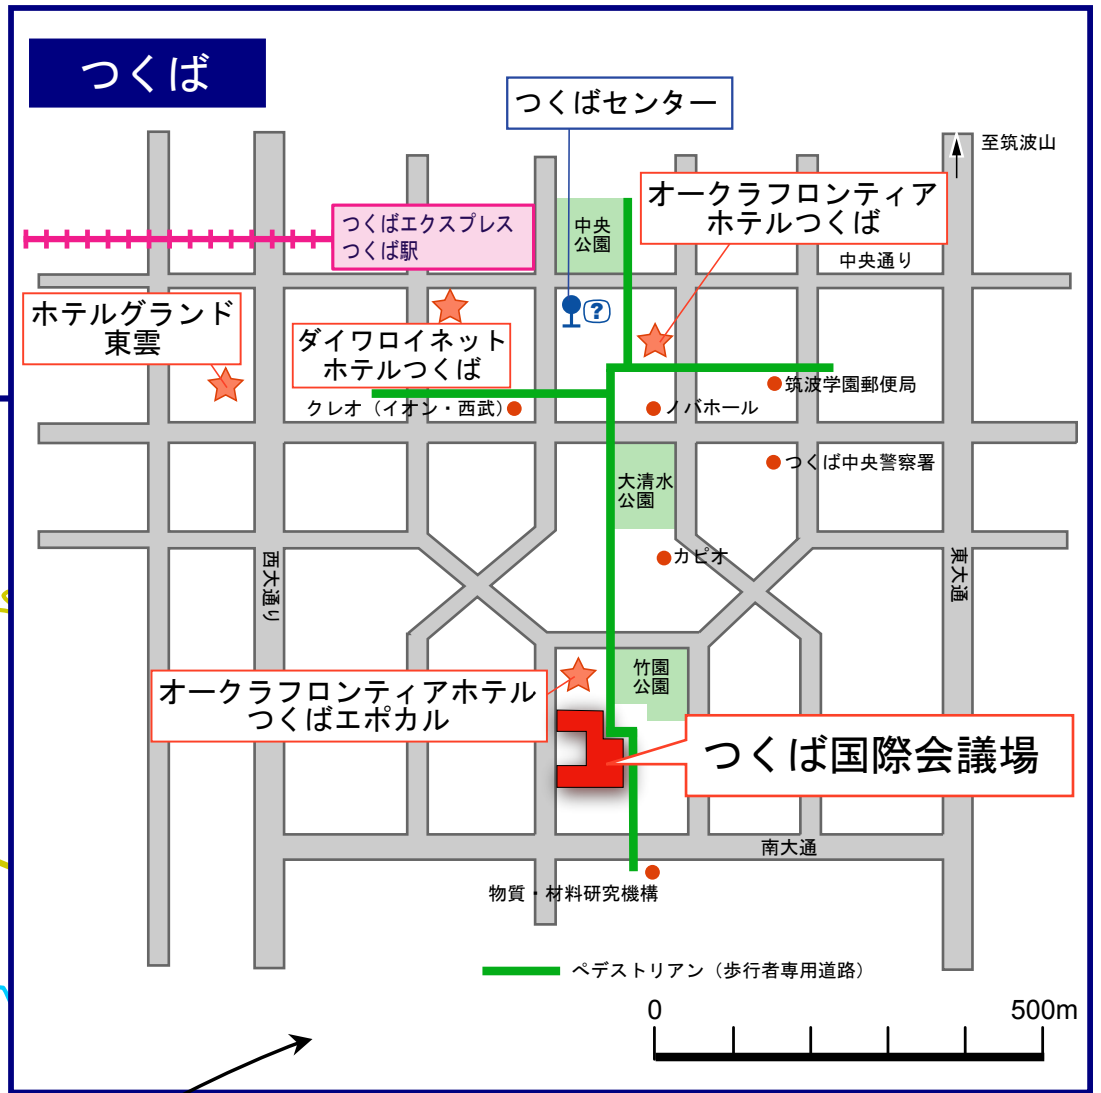 つくば
つくばセンター
至筑波山
オークラフロンティア
ホテルつくば
つくばエクスプレス
つくば駅
中央
公園
中央通り
ホテルグランド
東雲
ダイワロイネット
ホテルつくば
?
筑波学園郵便局
クレオ（イオン・西武）
ノバホール
つくば中央警察署
大清水
公園
カピオ
西大通り
東大通
竹園
公園
オークラフロンティアホテル
つくばエポカル
つくば国際会議場
南大通
物質・材料研究機構
ペデストリアン（歩行者専用道路）
0 500m